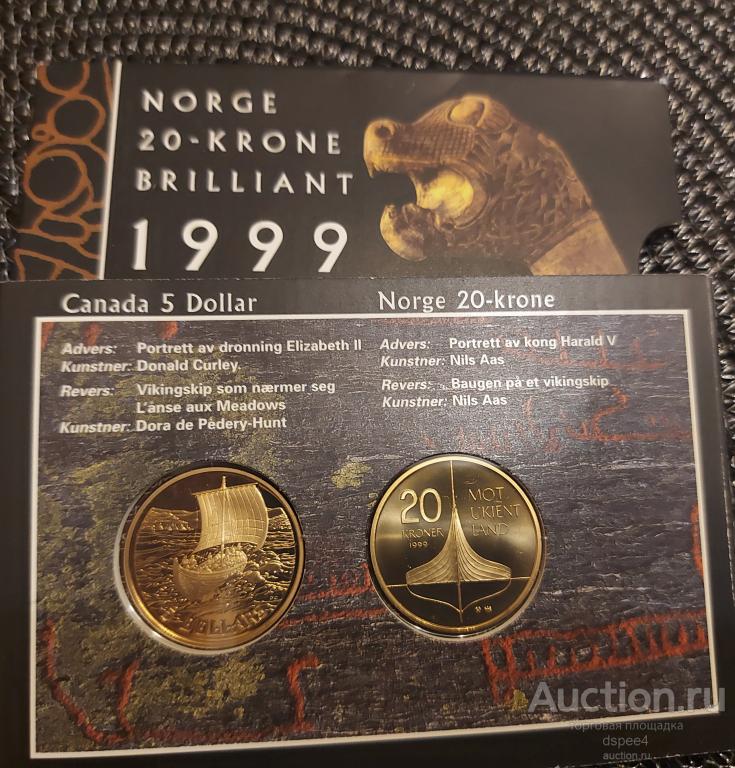 NORGE
20-KRONE
BRILLIANT
1999
Canada 5 Dollar
Advers: Portrett av dronning Elizabeth II
Kunstner: Donald Curley.
Revers: Vikingskip som nærmer seg
L'anse aux Meadows
Kunstner: Dora de Pèdery-Hunt
Norge 20-krone
Advers: Portrett av kong Harald V
Kunstner: Nils Aas
Revers: Baugen på et vikingskip
Kunstner: Nils Aas
5 DOLLARS
20
KRONER
1999
MOT
UKJENT
LAND
Auction.ru
торговая площадка
dspee4
auction.ru